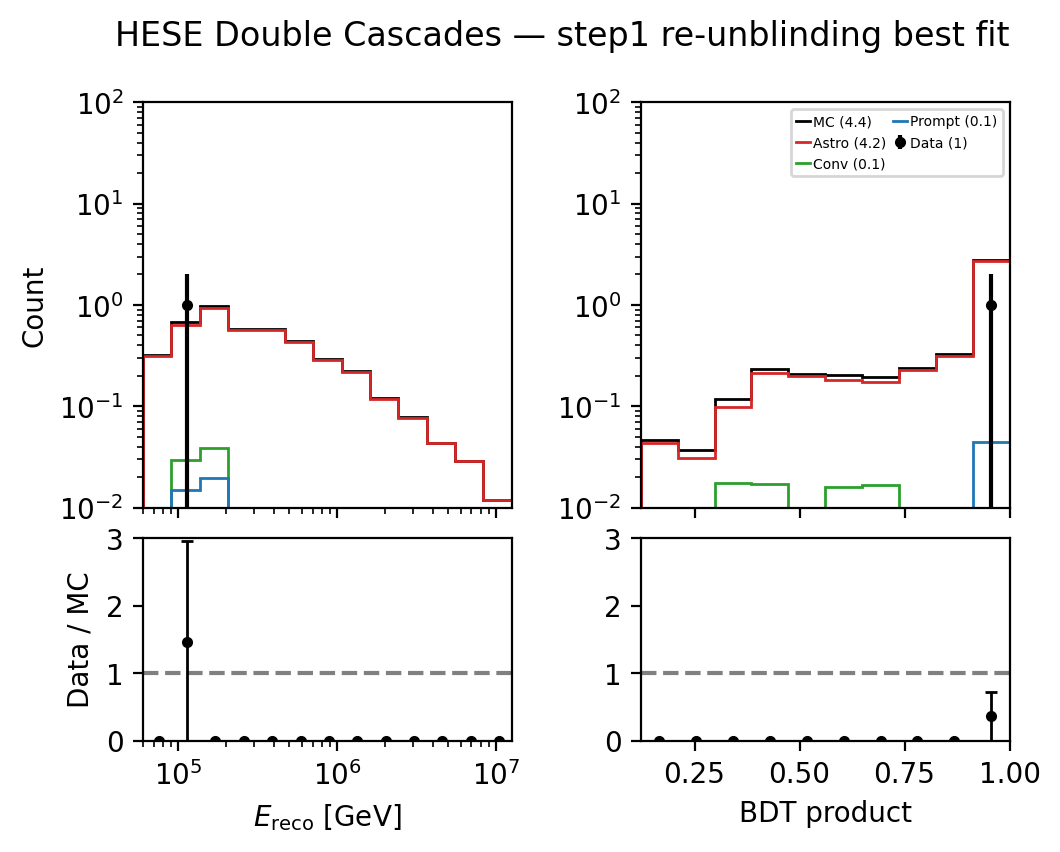 HESE Double Cascades — step1 re-unblinding best fit
10²
10¹
10⁰
10⁻¹
10⁻²
Count
10²
10¹
10⁰
10⁻¹
10⁻²
MC (4.4)
Astro (4.2)
Conv (0.1)
Prompt (0.1)
Data (1)
3
2
1
0
Data / MC
10⁵
10⁶
10⁷
E_reco [GeV]
3
2
1
0
0.25
0.50
0.75
1.00
BDT product